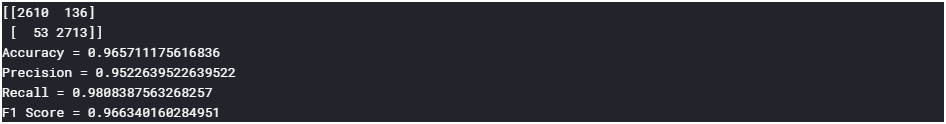 [[2610  136]
 [  53 2713]]
Accuracy = 0.965711175616836
Precision = 0.9522639522639522
Recall = 0.9808387563268257
F1 Score = 0.966340160284951